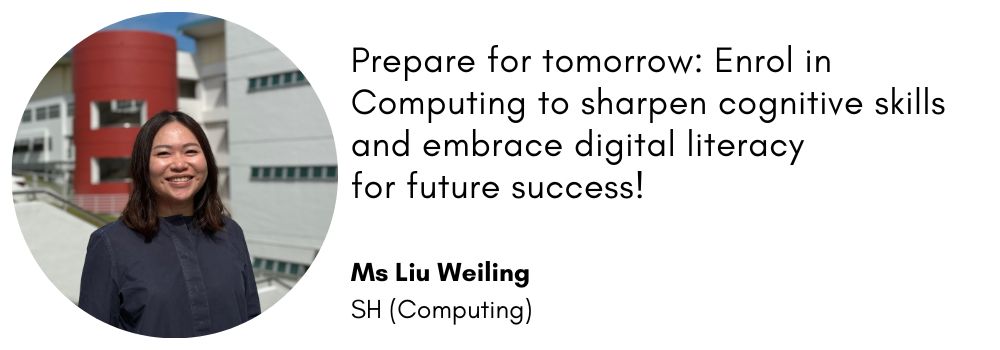 Prepare for tomorrow: Enrol in
Computing to sharpen cognitive skills
and embrace digital literacy
for future success!
Ms Liu Weiling
SH (Computing)